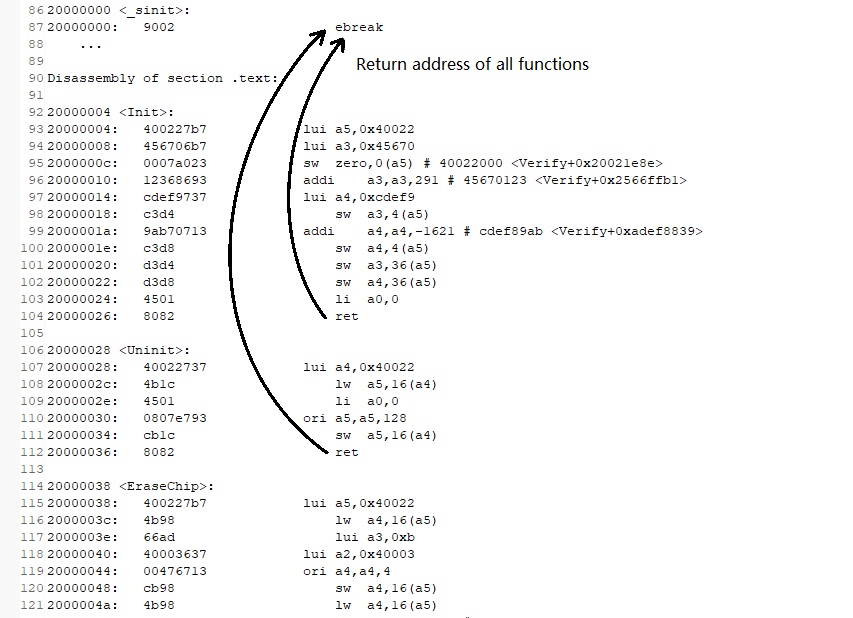 86 20000000 <_sinit>:
87 20000000: 9002 ebreak
88 ...
89
90 Disassembly of section .text:
Return address of all functions
91
92 20000004 <Init>:
93 20000004: 400227b7 lui a5,0x40022
94 20000008: 456706b7 lui a3,0x45670
95 2000000c: 0007a023 sw zero,0(a5) # 40022000 <Verify+0x20021e8e>
96 20000010: 12368693 addi a3,a3,291 # 45670123 <Verify+0x2566ffb1>
97 20000014: cdef9737 lui a4,0xcdef9
98 20000018: c3d4 sw a3,4(a5)
99 2000001a: 9ab70713 addi a4,a4,-1621 # cdef89ab <Verify+0xadef8839>
100 2000001e: c3d8 sw a4,4(a5)
101 20000020: d3d4 sw a3,36(a5)
102 20000022: d3d8 sw a4,36(a5)
103 20000024: 4501 li a0,0
104 20000026: 8082 ret
105
106 20000028 <Uninit>:
107 20000028: 40022737 lui a4,0x40022
108 2000002c: 4b1c lw a5,16(a4)
109 2000002e: 4501 li a0,0
110 20000030: 0807e793 ori a5,a5,128
111 20000034: cb1c sw a5,16(a4)
112 20000036: 8082 ret
113
114 20000038 <EraseChip>:
115 20000038: 400227b7 lui a5,0x40022
116 2000003c: 4b98 lw a4,16(a5)
117 2000003e: 66ad lui a3,0xb
118 20000040: 40003637 lui a2,0x40003
119 20000044: 00476713 ori a4,a4,4
120 20000048: cb98 sw a4,16(a5)
121 2000004a: 4b98 lw a4,16(a5)